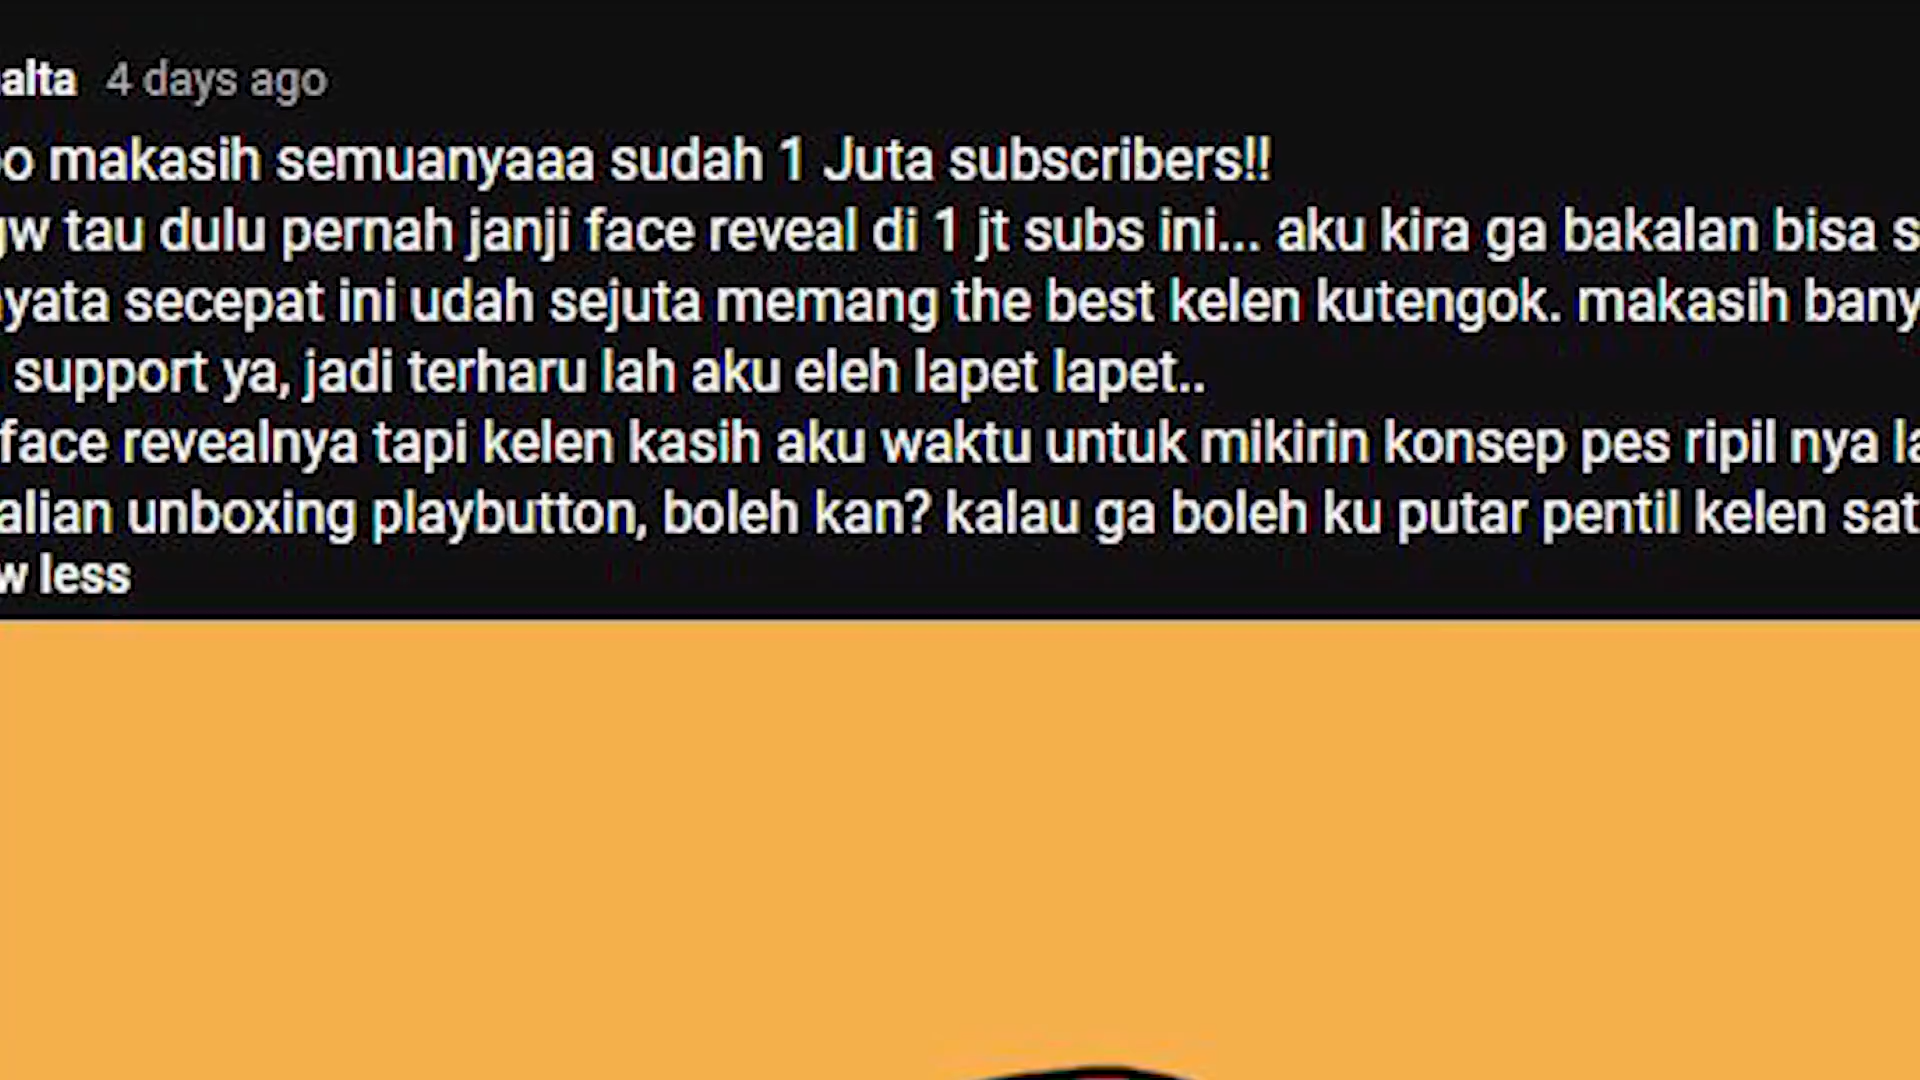 alta 4 days ago
oo makasih semuanyaaa sudah 1 Juta subscribers!!
gw tau dulu pernah janji face reveal di 1 jt subs ini... aku kira ga bakalan bisa s
nyata secepat ini udah sejuta memang the best kelen kutengok. makasih bany
support ya, jadi terharu lah aku eleh lapet lapet..
face revealnya tapi kelen kasih aku waktu untuk mikirin konsep pes ripil nya la
alian unboxing playbutton, boleh kan? kalau ga boleh ku putar pentil kelen sat
w less